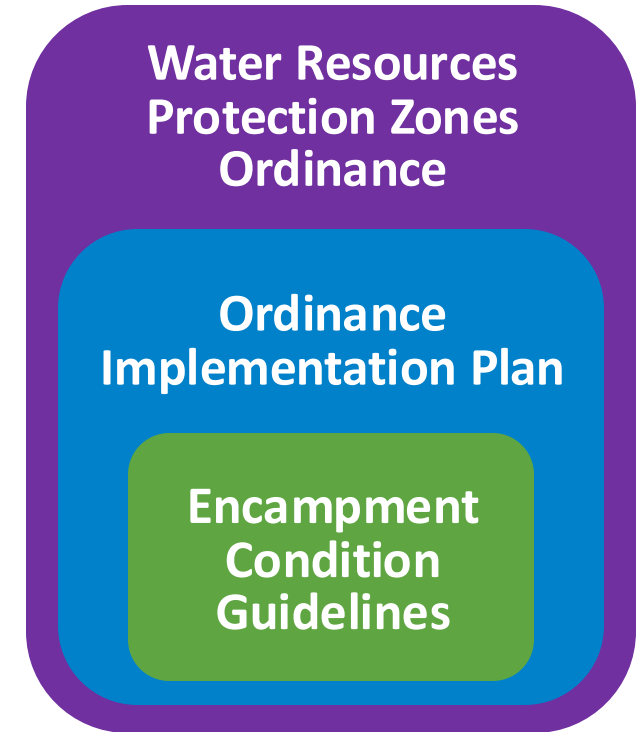 Water Resources
Protection Zones
Ordinance
Ordinance
Implementation Plan
Encampment
Condition
Guidelines